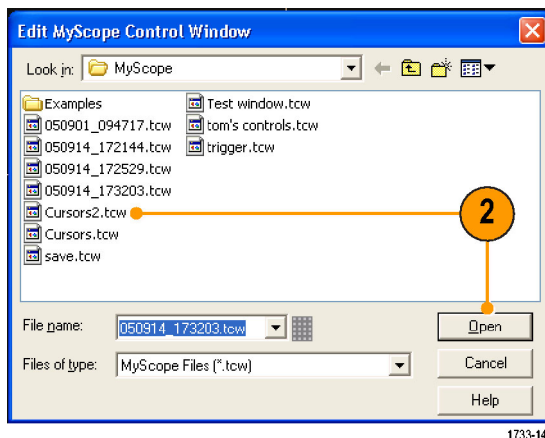 Edit MyScope Control Window
Look in: MyScope
Examples
050901_094717.tcw
050914_172144.tcw
050914_172529.tcw
050914_173203.tcw
Cursors2.tcw
Cursors.tcw
save.tcw
Test window.tcw
tom's controls.tcw
trigger.tcw
2
File name: 050914_173203.tcw
Open
Files of type: MyScope Files (*.tcw)
Cancel
Help
1733-14